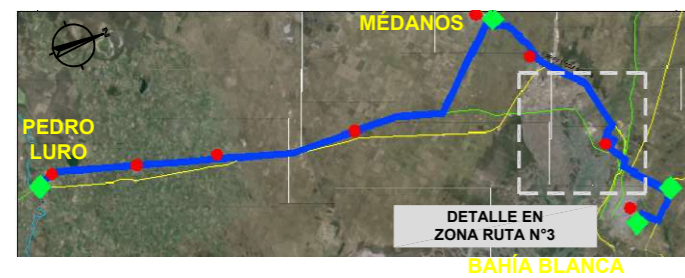 MÉDANOS
PEDRO
LURO
DETALLE EN
ZONA RUTA N°3
BAHÍA BLANCA